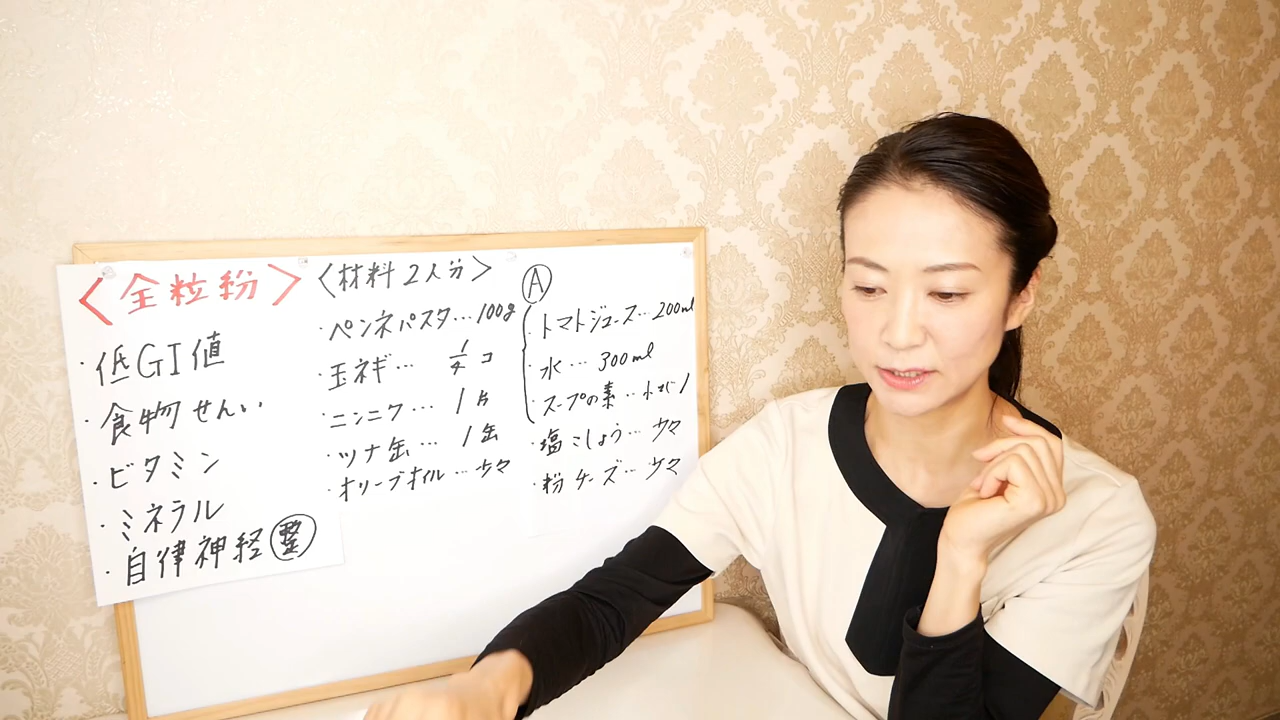 <全粒粉>
・低GI値
・食物せんい
・ビタミン
・ミネラル
・自律神経 整
<材料2人分>
・ペンネパスタ…100g
・玉ネギ… 1/4コ
・ニンニク… 1片
・ツナ缶… 1缶
・オリーブオイル…少々
A
・トマトジュース…200ml
・水…300ml
・スープの素…小さじ1
・塩こしょう…少々
・粉チーズ…少々